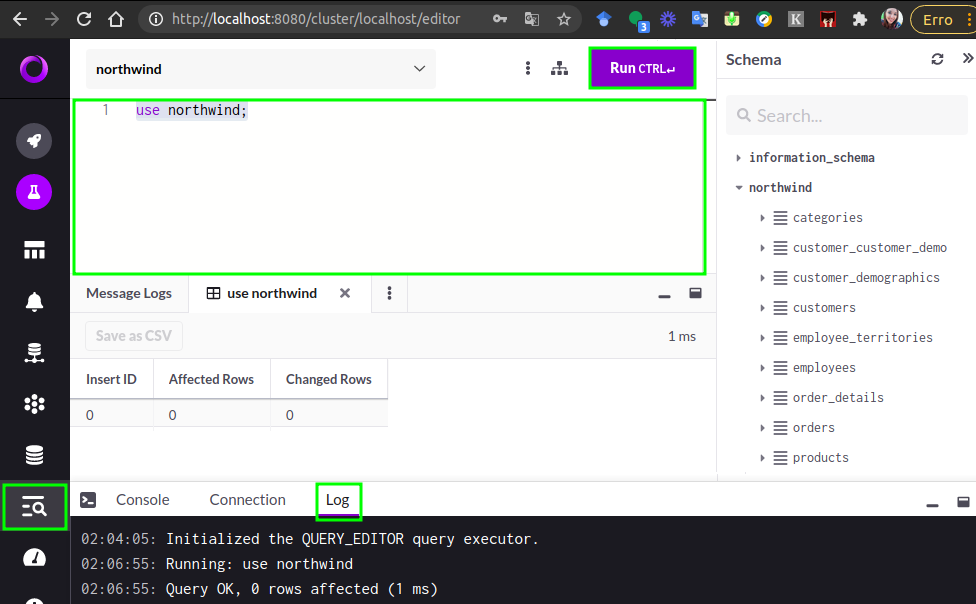 http://localhost:8080/cluster/localhost/editor
3
K
Erro
northwind
Run CTRL↵
Schema
1 use northwind;
Search...
information_schema
northwind
categories
customer_customer_demo
customer_demographics
customers
employee_territories
employees
order_details
orders
products
Message Logs
use northwind
Save as CSV
1 ms
Insert ID Affected Rows Changed Rows
0 0 0
Console Connection Log
02:04:05: Initialized the QUERY_EDITOR query executor.
02:06:55: Running: use northwind
02:06:55: Query OK, 0 rows affected (1 ms)